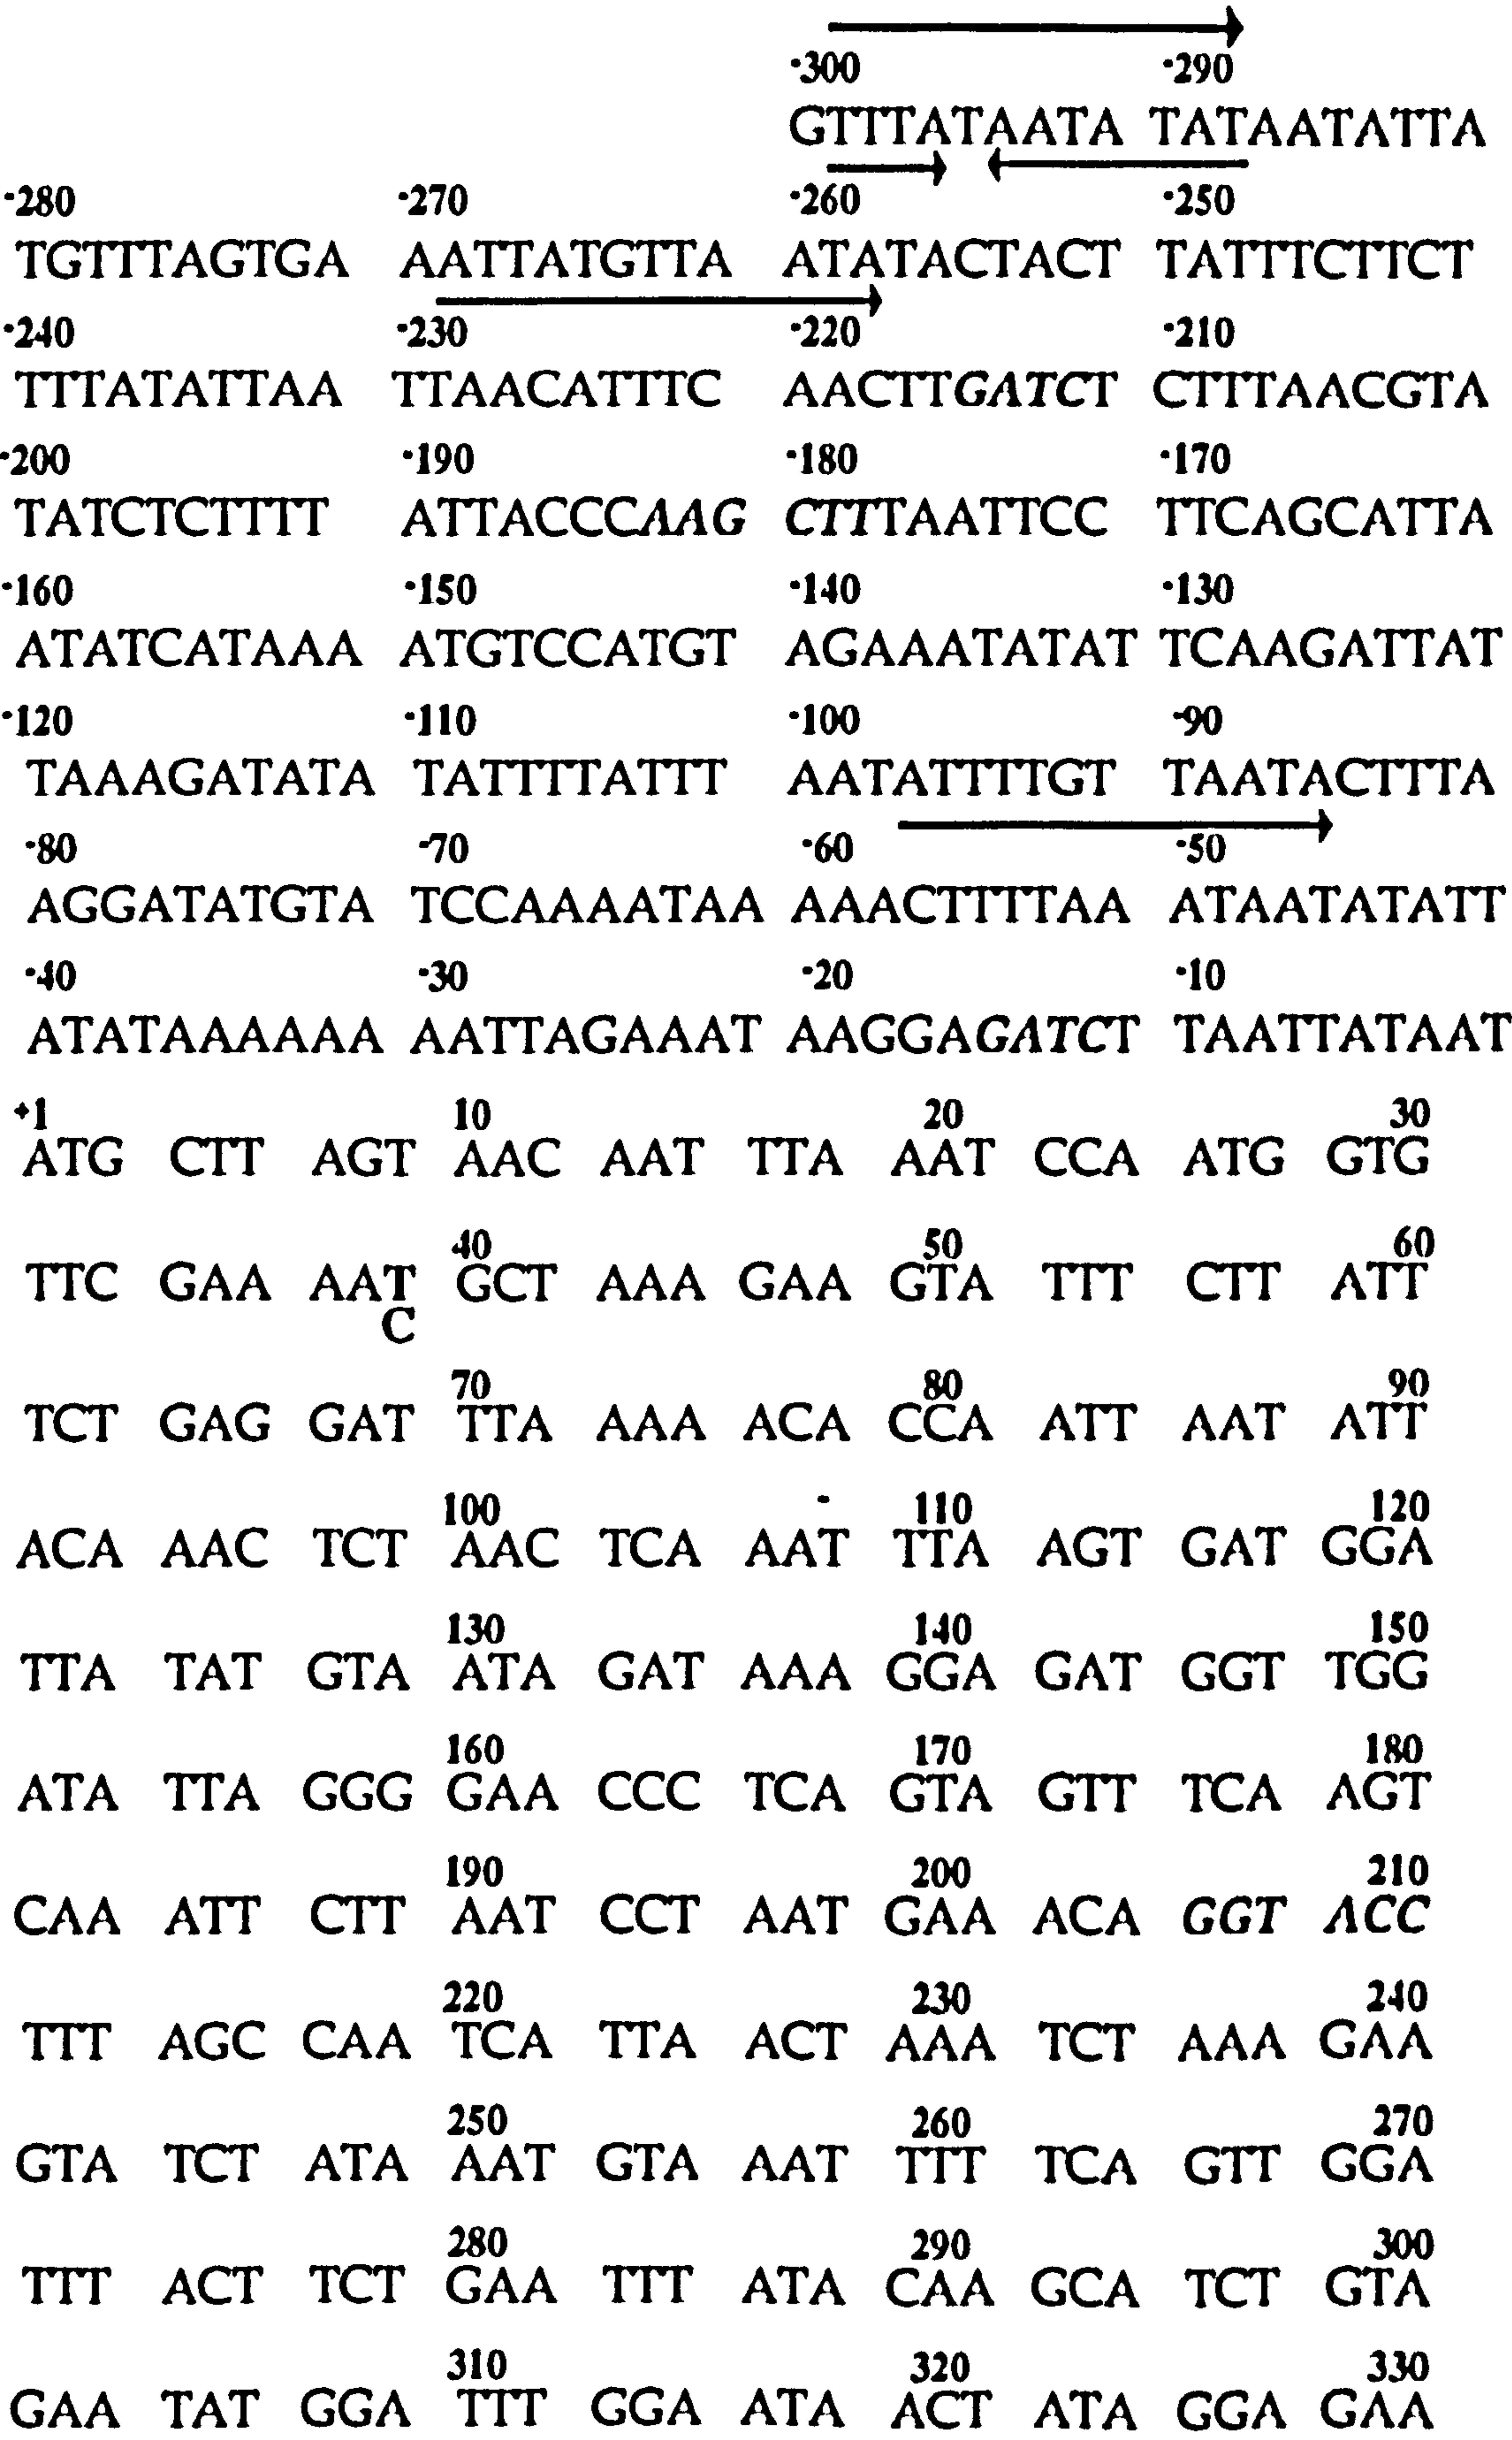 -300 -290
GTTTATAATA TATAATATTA
-280 -270 -260 -250
TGTTTAGTGA AATTATGTTA ATATACTACT TATTTCTTCT
-240 -230 -220 -210
TTTATATTAA TTAACATTTC AACTTGATCT CTTTAACGTA
-200 -190 -180 -170
TATCTCTTTT ATTACCCAAG CTTTAATTCC TTCAGCATTA
-160 -150 -140 -130
ATATCATAAA ATGTCCATGT AGAAATATAT TCAAGATTAT
-120 -110 -100 -90
TAAAGATATA TATTTTATTT AATATTTTGT TAATACTTTA
-80 -70 -60 -50
AGGATATGTA TCCAAAATAA AAACTTTTAA ATAATATATT
-40 -30 -20 -10
ATATAAAAAA AATTAGAAAT AAGGAGATCT TAATTATAAT
+1 10 20 30
ATG CTT AGT AAC AAT TTA AAT CCA ATG GTG
40 50 60
TTC GAA AAT GCT AAA GAA GTA TTT CTT ATT
C
70 80 90
TCT GAG GAT TTA AAA ACA CCA ATT AAT ATT
100 110 120
ACA AAC TCT AAC TCA AAT TTA AGT GAT GGA
130 140 150
TTA TAT GTA ATA GAT AAA GGA GAT GGT TGG
160 170 180
ATA TTA GGG GAA CCC TCA GTA GTT TCA AGT
190 200 210
CAA ATT CTT AAT CCT AAT GAA ACA GGT ACC
220 230 240
TTT AGC CAA TCA TTA ACT AAA TCT AAA GAA
250 260 270
GTA TCT ATA AAT GTA AAT TTT TCA GTT GGA
280 290 300
TTT ACT TCT GAA TTT ATA CAA GCA TCT GTA
310 320 330
GAA TAT GGA TTT GGA ATA ACT ATA GGA GAA